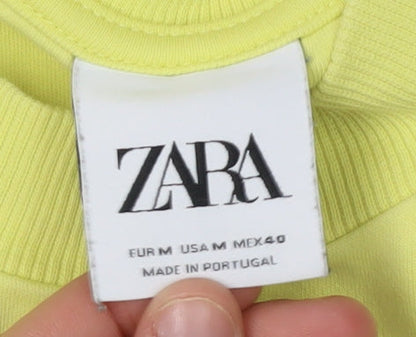 ZARA
EUR M USA M MEX 40
MADE IN PORTUGAL